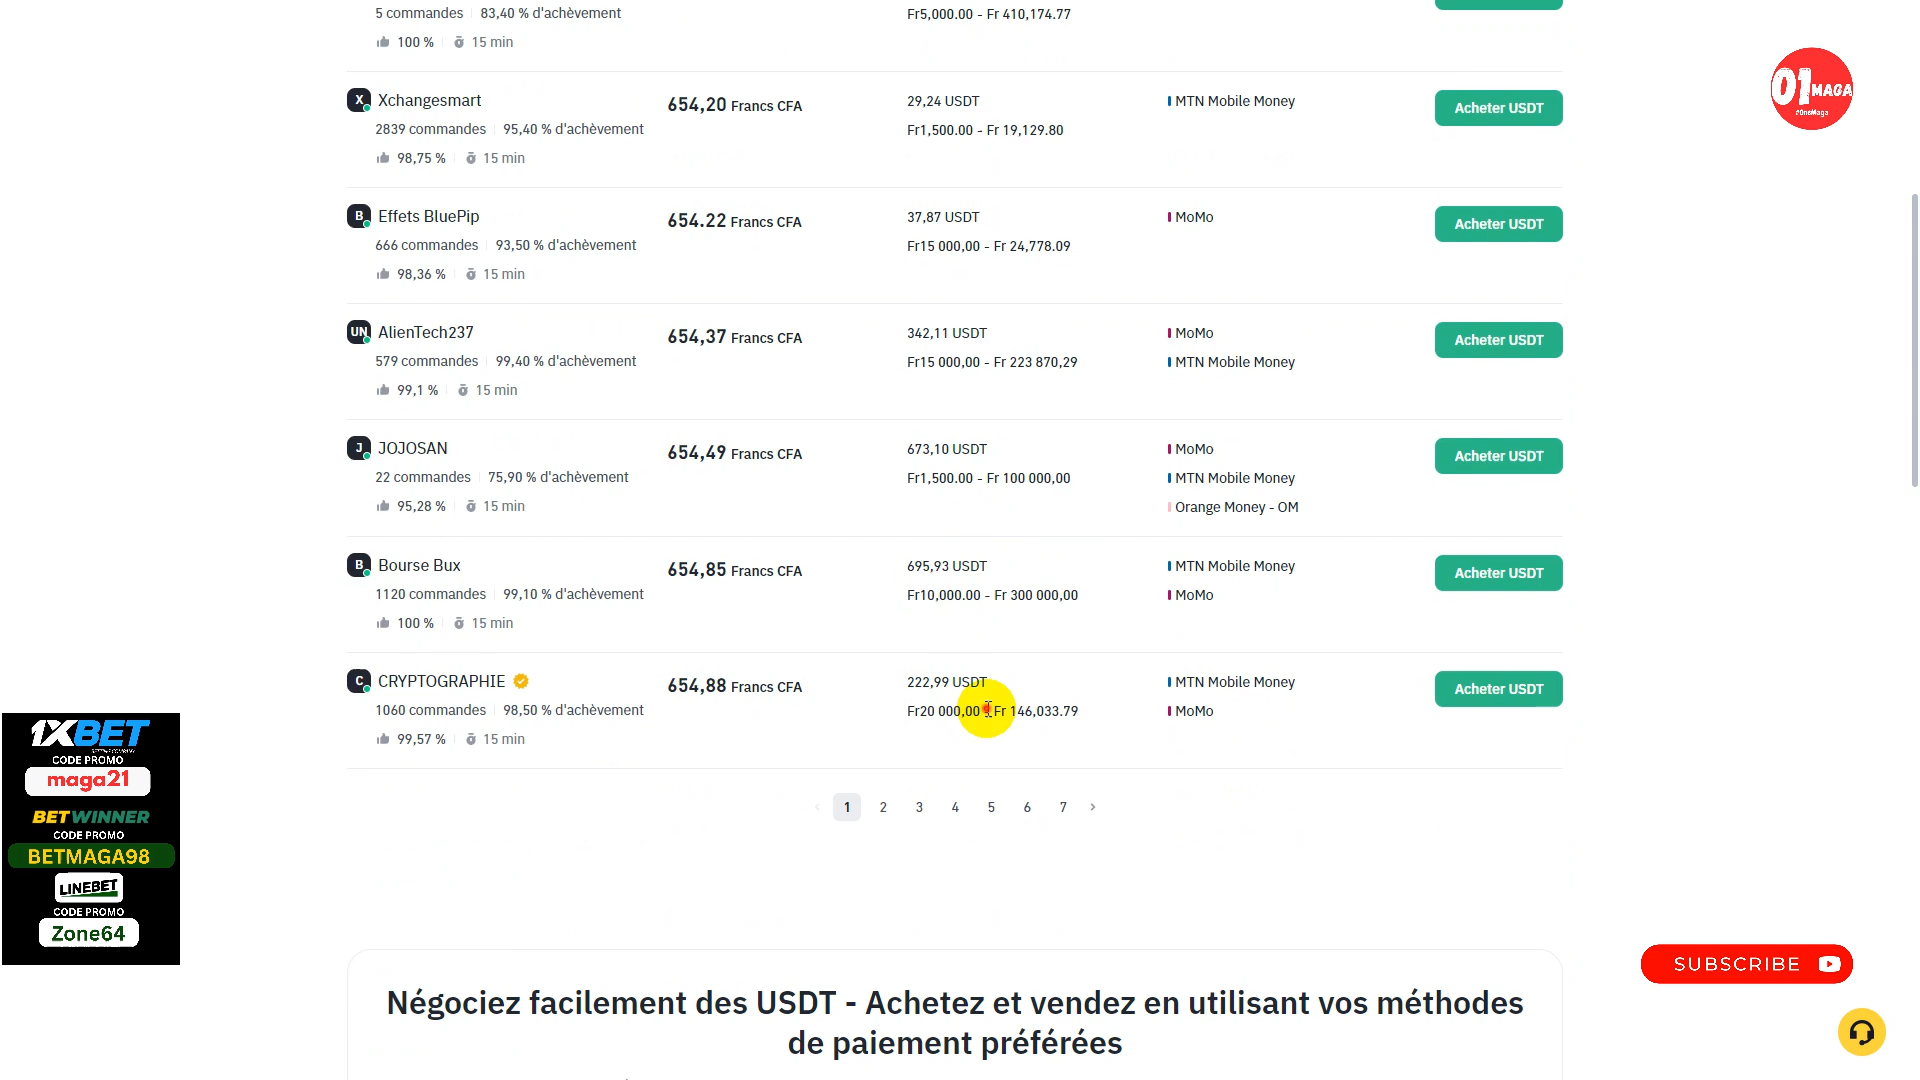 5 commandes 83,40 % d'achèvement Fr5,000.00 - Fr 410,174.77
100 % 15 min
X Xchangesmart 654,20 Francs CFA 29,24 USDT MTN Mobile Money Acheter USDT
2839 commandes 95,40 % d'achèvement Fr1,500.00 - Fr 19,129.80
98,75 % 15 min
B Effets BluePip 654.22 Francs CFA 37,87 USDT MoMo Acheter USDT
666 commandes 93,50 % d'achèvement Fr15 000,00 - Fr 24,778.09
98,36 % 15 min
UN AlienTech237 654,37 Francs CFA 342,11 USDT MoMo Acheter USDT
579 commandes 99,40 % d'achèvement Fr15 000,00 - Fr 223 870,29 MTN Mobile Money
99,1 % 15 min
J JOJOSAN 654,49 Francs CFA 673,10 USDT MoMo Acheter USDT
22 commandes 75,90 % d'achèvement Fr1,500.00 - Fr 100 000,00 MTN Mobile Money
95,28 % 15 min Orange Money - OM
B Bourse Bux 654,85 Francs CFA 695,93 USDT MTN Mobile Money Acheter USDT
1120 commandes 99,10 % d'achèvement Fr10,000.00 - Fr 300 000,00 MoMo
100 % 15 min
C CRYPTOGRAPHIE 654,88 Francs CFA 222,99 USDT MTN Mobile Money Acheter USDT
1060 commandes 98,50 % d'achèvement Fr20 000,00 - Fr 146,033.79 MoMo
99,57 % 15 min
‹ 1 2 3 4 5 6 7 ›
Négociez facilement des USDT - Achetez et vendez en utilisant vos méthodes
de paiement préférées
01 MAGA
#OneMaga
1XBET
BETTING COMPANY
CODE PROMO
maga21
BETWINNER
CODE PROMO
BETMAGA98
LINEBET
CODE PROMO
Zone64
SUBSCRIBE